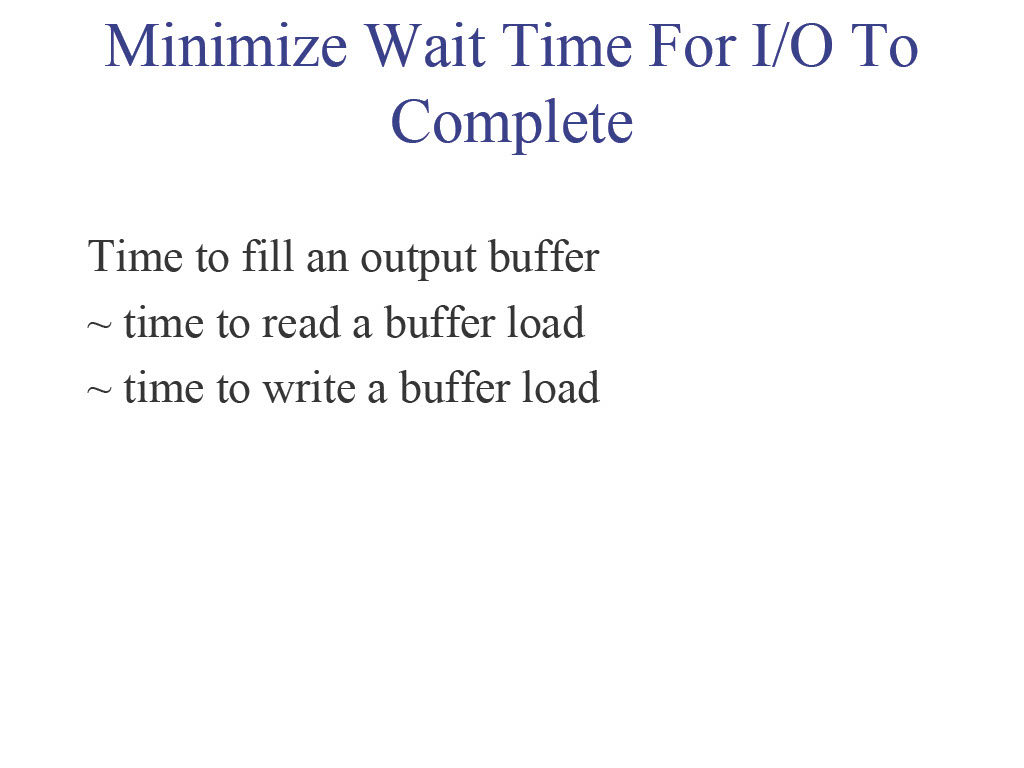 Minimize Wait Time For I/O To
Complete
Time to fill an output buffer
~ time to read a buffer load
~ time to write a buffer load